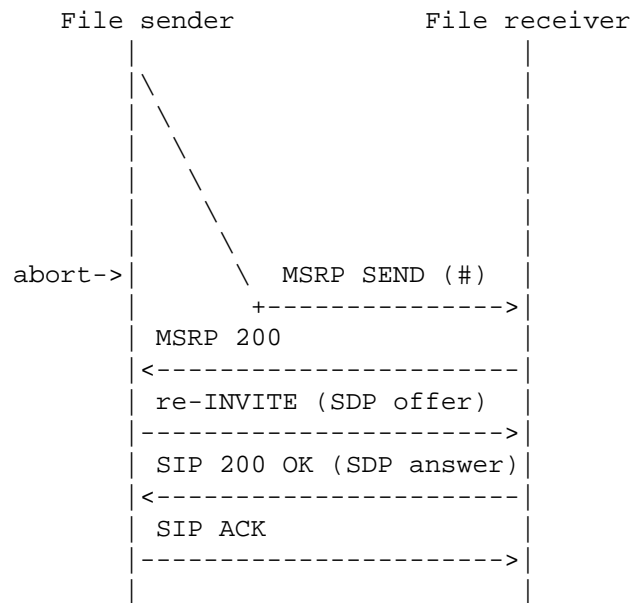 File sender File receiver
abort-> MSRP SEND (#)
MSRP 200
re-INVITE (SDP offer)
SIP 200 OK (SDP answer)
SIP ACK